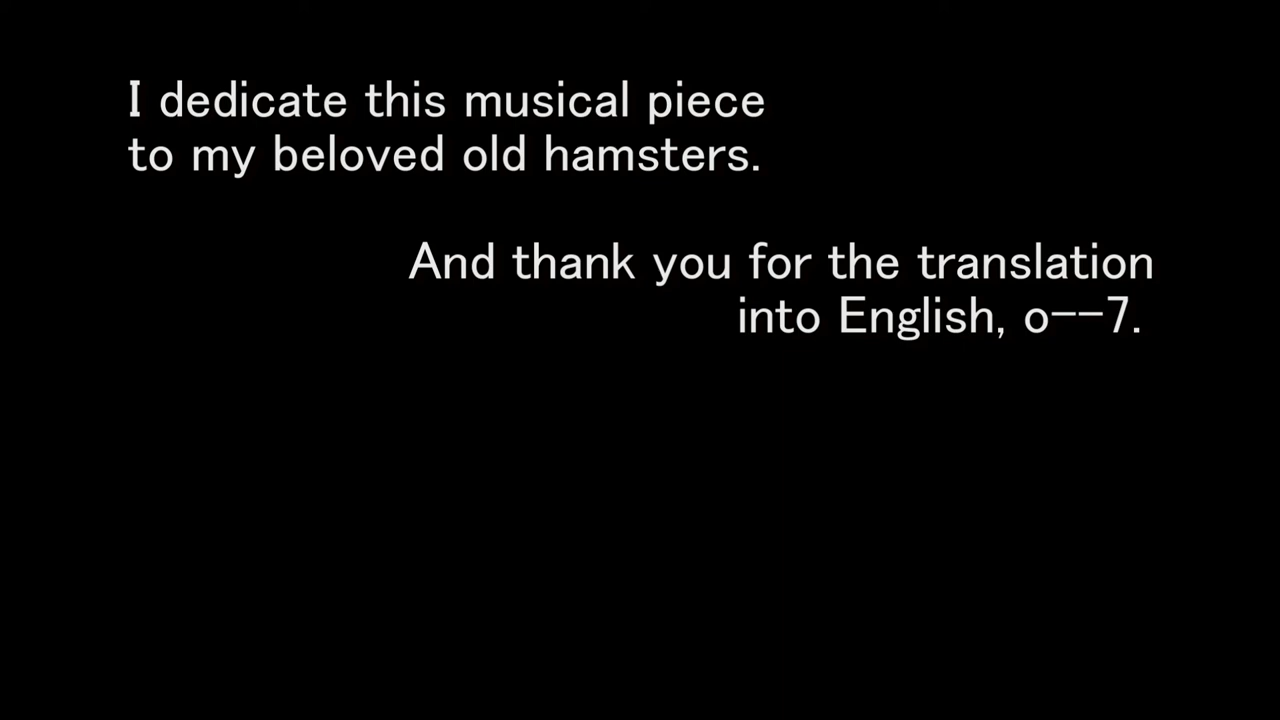 I dedicate this musical piece
to my beloved old hamsters.
And thank you for the translation
into English, o--7.